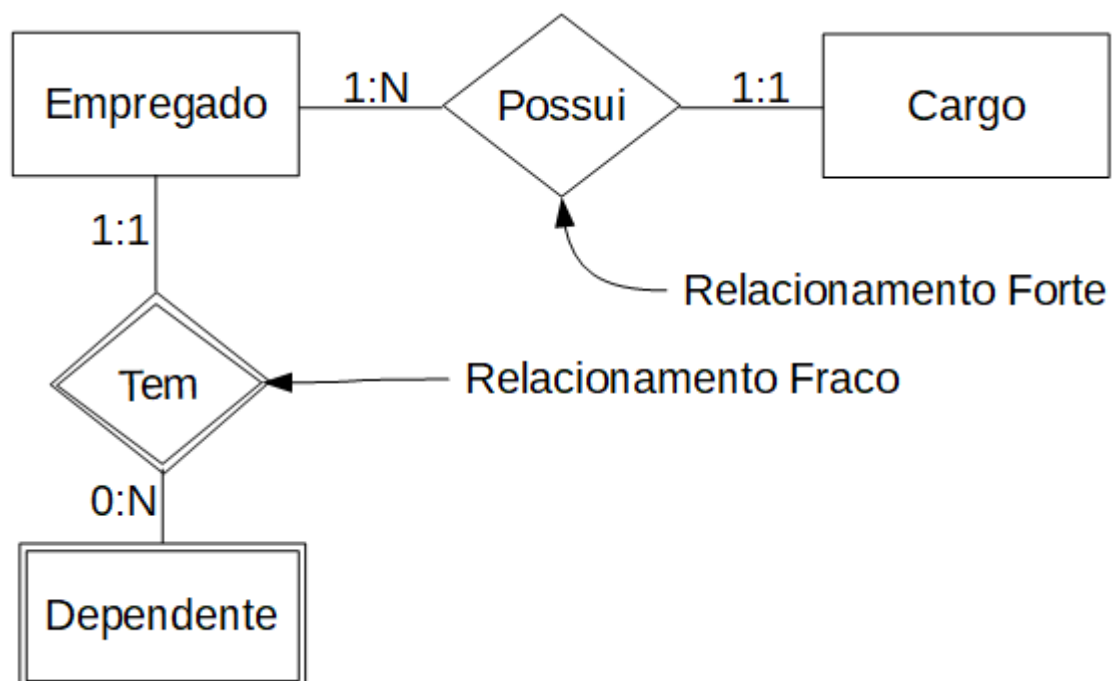 Empregado
1:N
Possui
1:1
Cargo
1:1
Relacionamento Forte
Tem
Relacionamento Fraco
0:N
Dependente